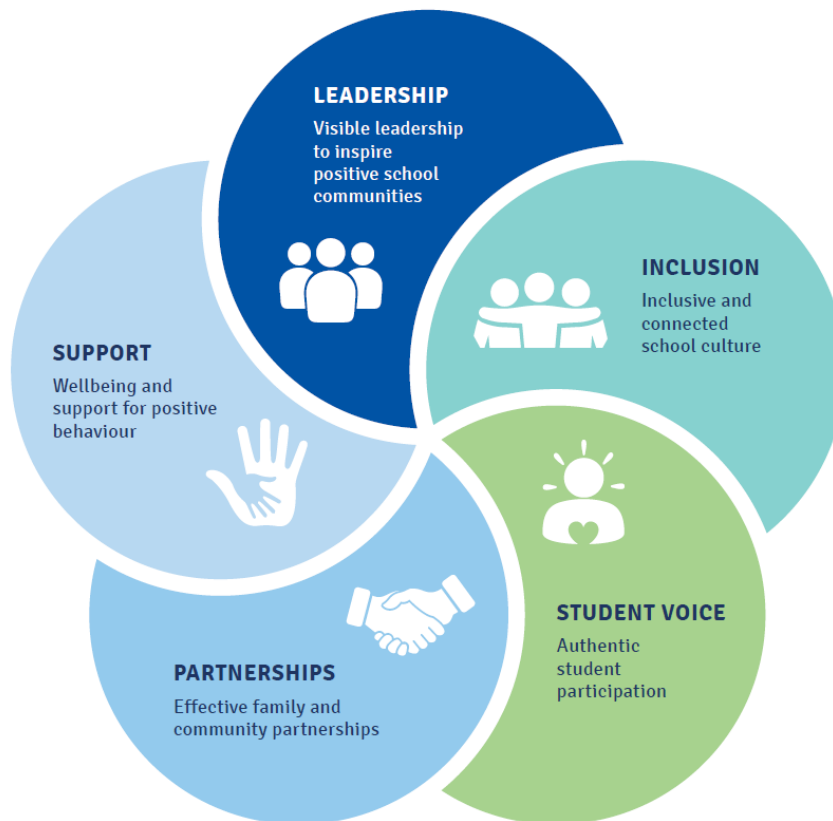 LEADERSHIP
Visible leadership
to inspire
positive school
communities
INCLUSION
Inclusive and
connected
school culture
STUDENT VOICE
Authentic
student
participation
PARTNERSHIPS
Effective family and
community partnerships
SUPPORT
Wellbeing and
support for positive
behaviour